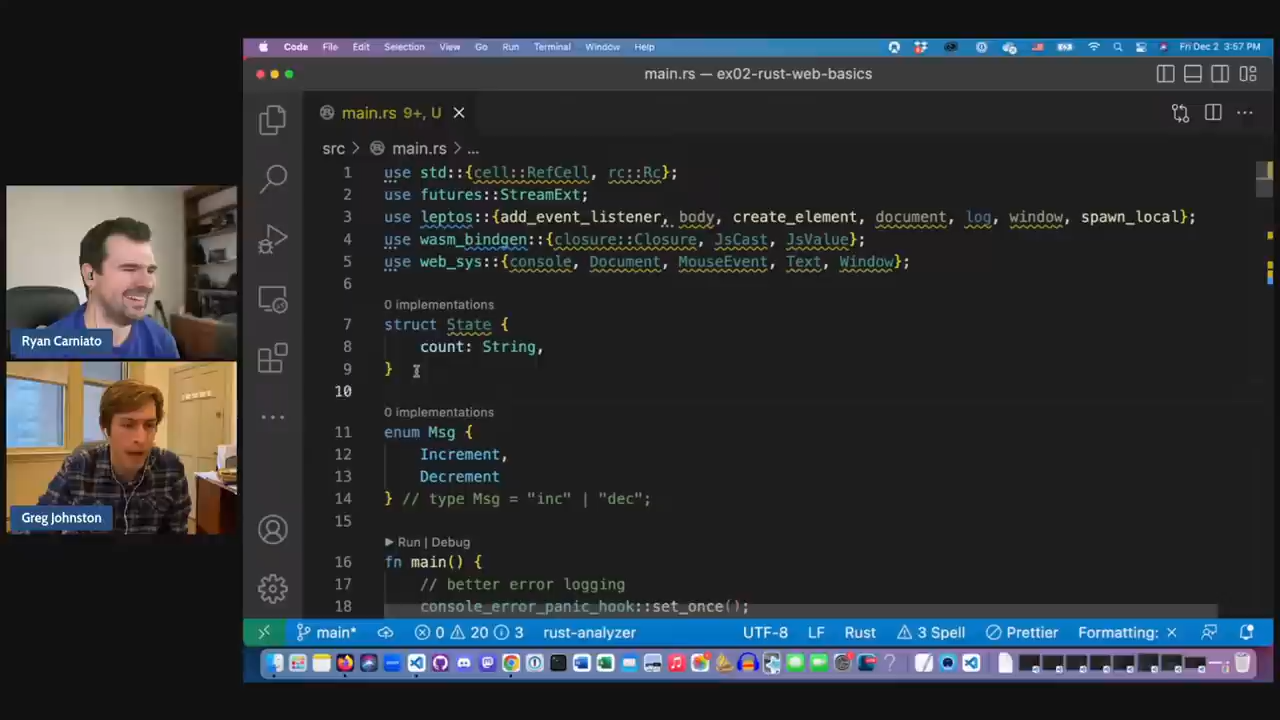 Code File Edit Selection View Go Run Terminal Window Help Fri Dec 2 3:57 PM
main.rs — ex02-rust-web-basics
main.rs 9+, U
src > main.rs > ...
1 use std::{cell::RefCell, rc::Rc};
2 use futures::StreamExt;
3 use leptos::{add_event_listener, body, create_element, document, log, window, spawn_local};
4 use wasm_bindgen::{closure::Closure, JsCast, JsValue};
5 use web_sys::{console, Document, MouseEvent, Text, Window};
6
0 implementations
7 struct State {
8 count: String,
9 }
10
0 implementations
11 enum Msg {
12 Increment,
13 Decrement
14 } // type Msg = "inc" | "dec";
15
Run | Debug
16 fn main() {
17 // better error logging
18 console_error_panic_hook::set_once();
main* 0 20 3 rust-analyzer UTF-8 LF Rust 3 Spell Prettier Formatting: ×
Ryan Carniato
Greg Johnston